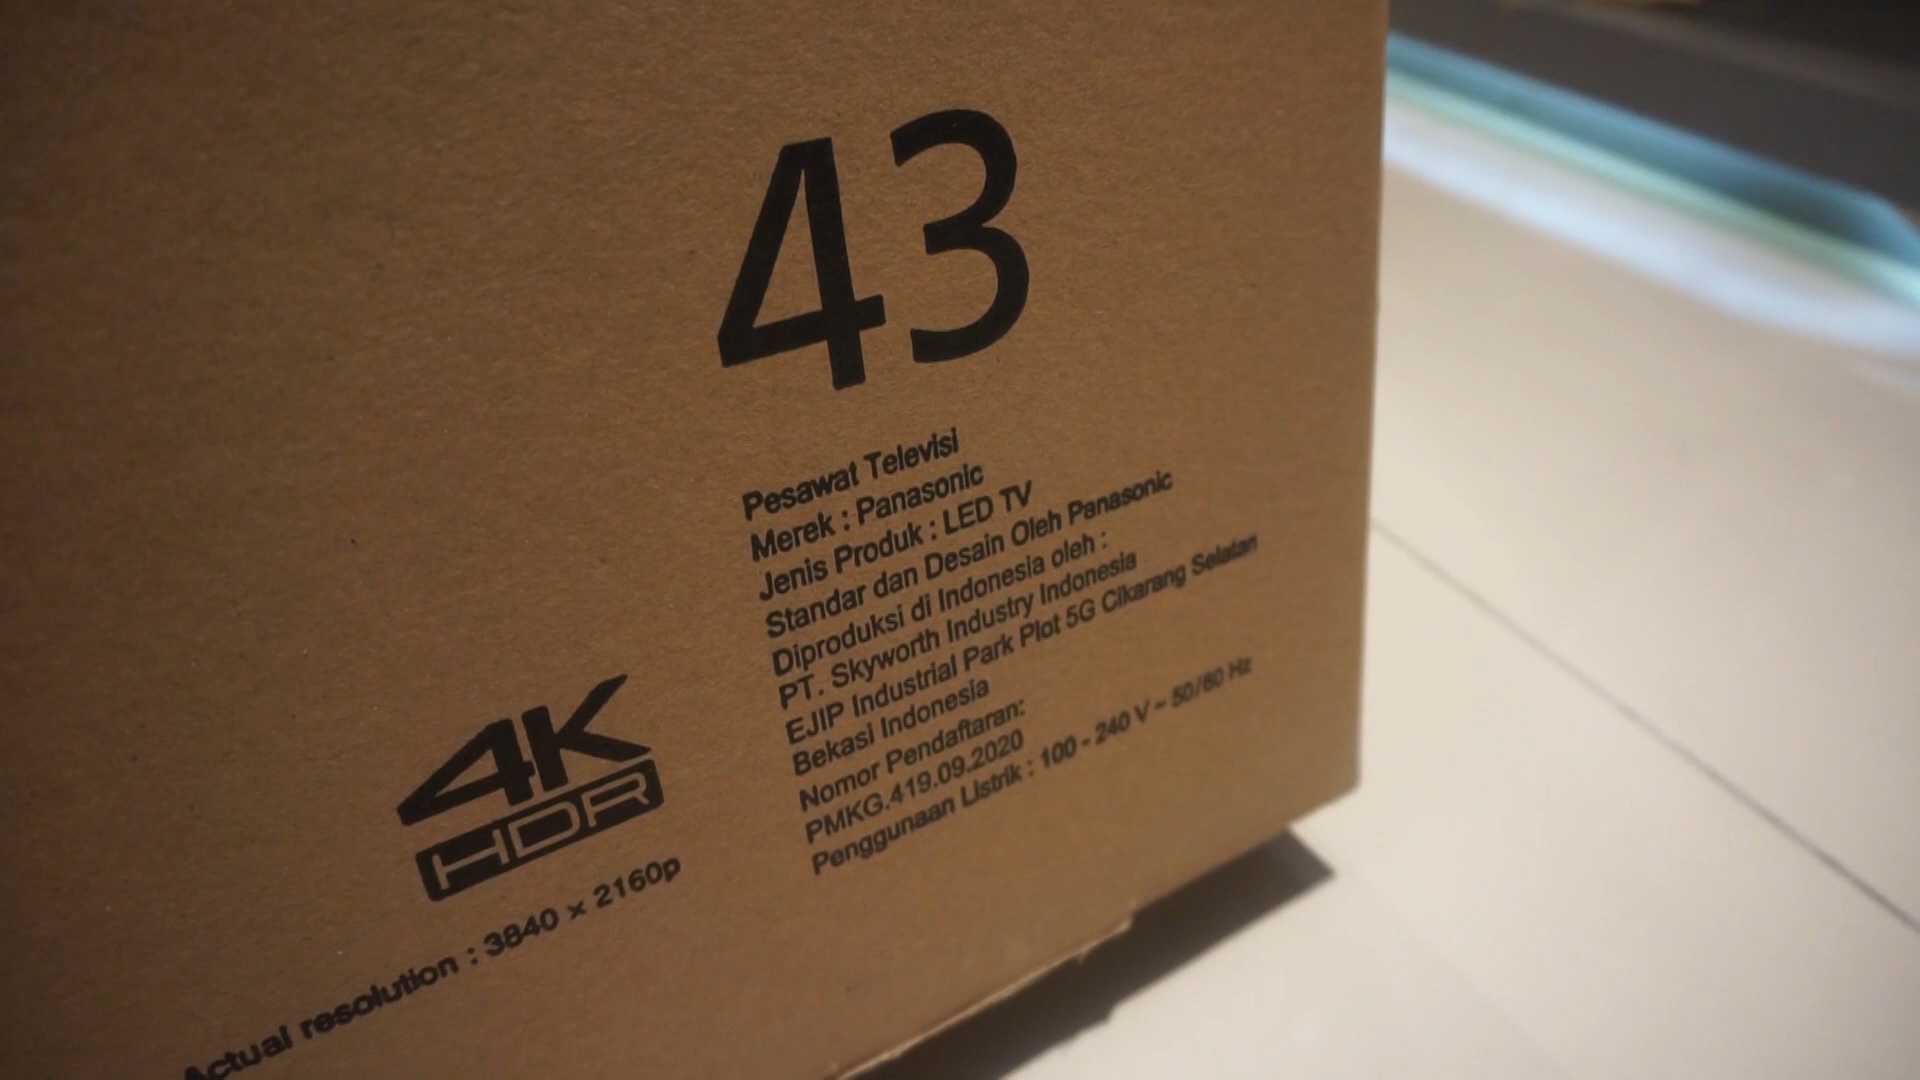 43
Pesawat Televisi
Merek : Panasonic
Jenis Produk : LED TV
Standar dan Desain Oleh Panasonic
Diproduksi di Indonesia oleh :
PT. Skyworth Industry Indonesia
EJIP Industrial Park Plot 5G Cikarang Selatan
Bekasi Indonesia
Nomor Pendaftaran:
PMKG.419.09.2020
Penggunaan Listrik : 100 - 240 V ~ 50/60 Hz
4K
HDR
Actual resolution : 3840 × 2160p